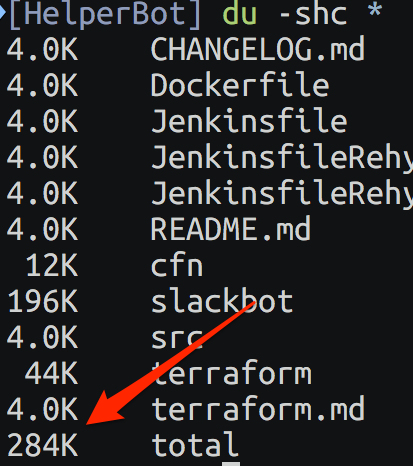 [HelperBot] du -shc *
4.0K CHANGELOG.md
4.0K Dockerfile
4.0K Jenkinsfile
4.0K JenkinsfileRehy
4.0K JenkinsfileRehy
4.0K README.md
12K cfn
196K slackbot
4.0K src
44K terraform
4.0K terraform.md
284K total